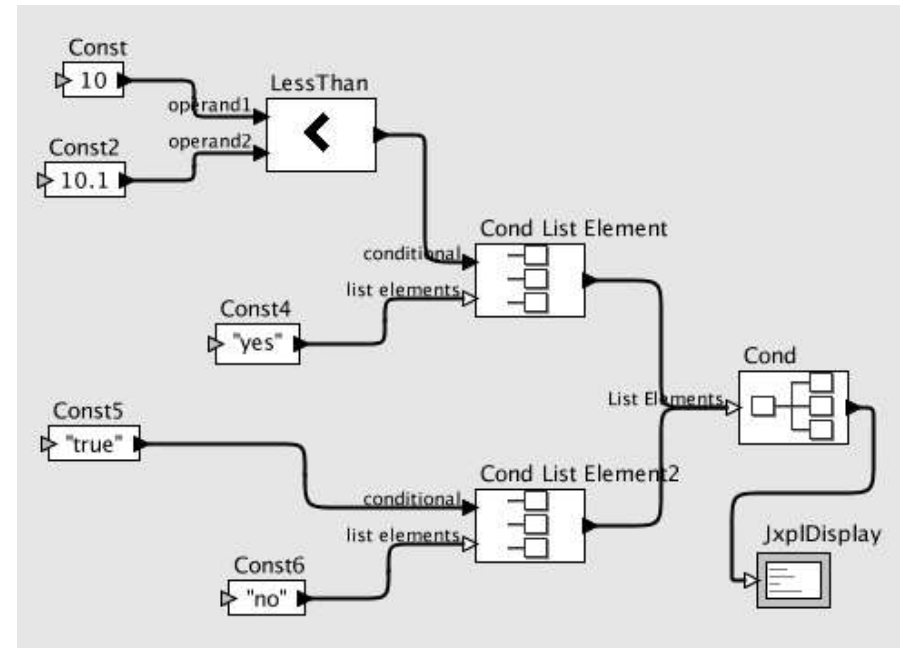 Const
10
LessThan
operand1
<
Const2
operand2
10.1
Cond List Element
conditional
list elements
Const4
"yes"
Cond
List Elements
Const5
"true"
Cond List Element2
conditional
list elements
JxplDisplay
Const6
"no"